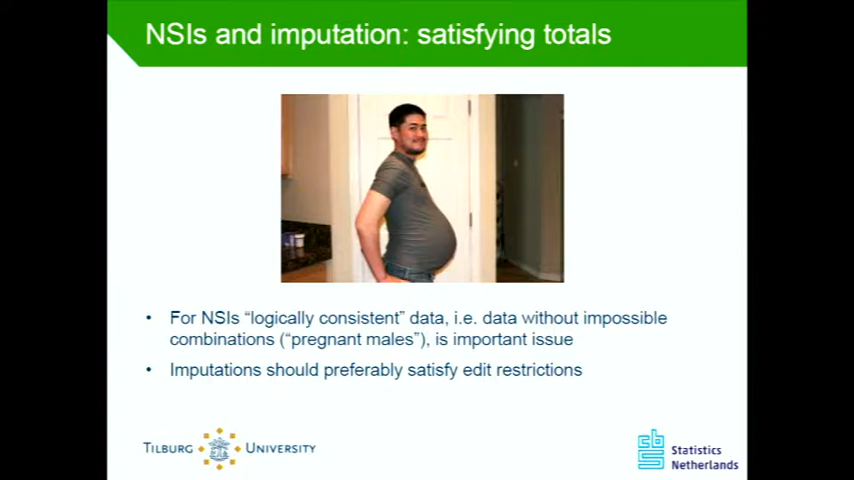 NSIs and imputation: satisfying totals
• For NSIs “logically consistent” data, i.e. data without impossible
combinations (“pregnant males”), is important issue
• Imputations should preferably satisfy edit restrictions
TILBURG UNIVERSITY
cbs
Statistics
Netherlands